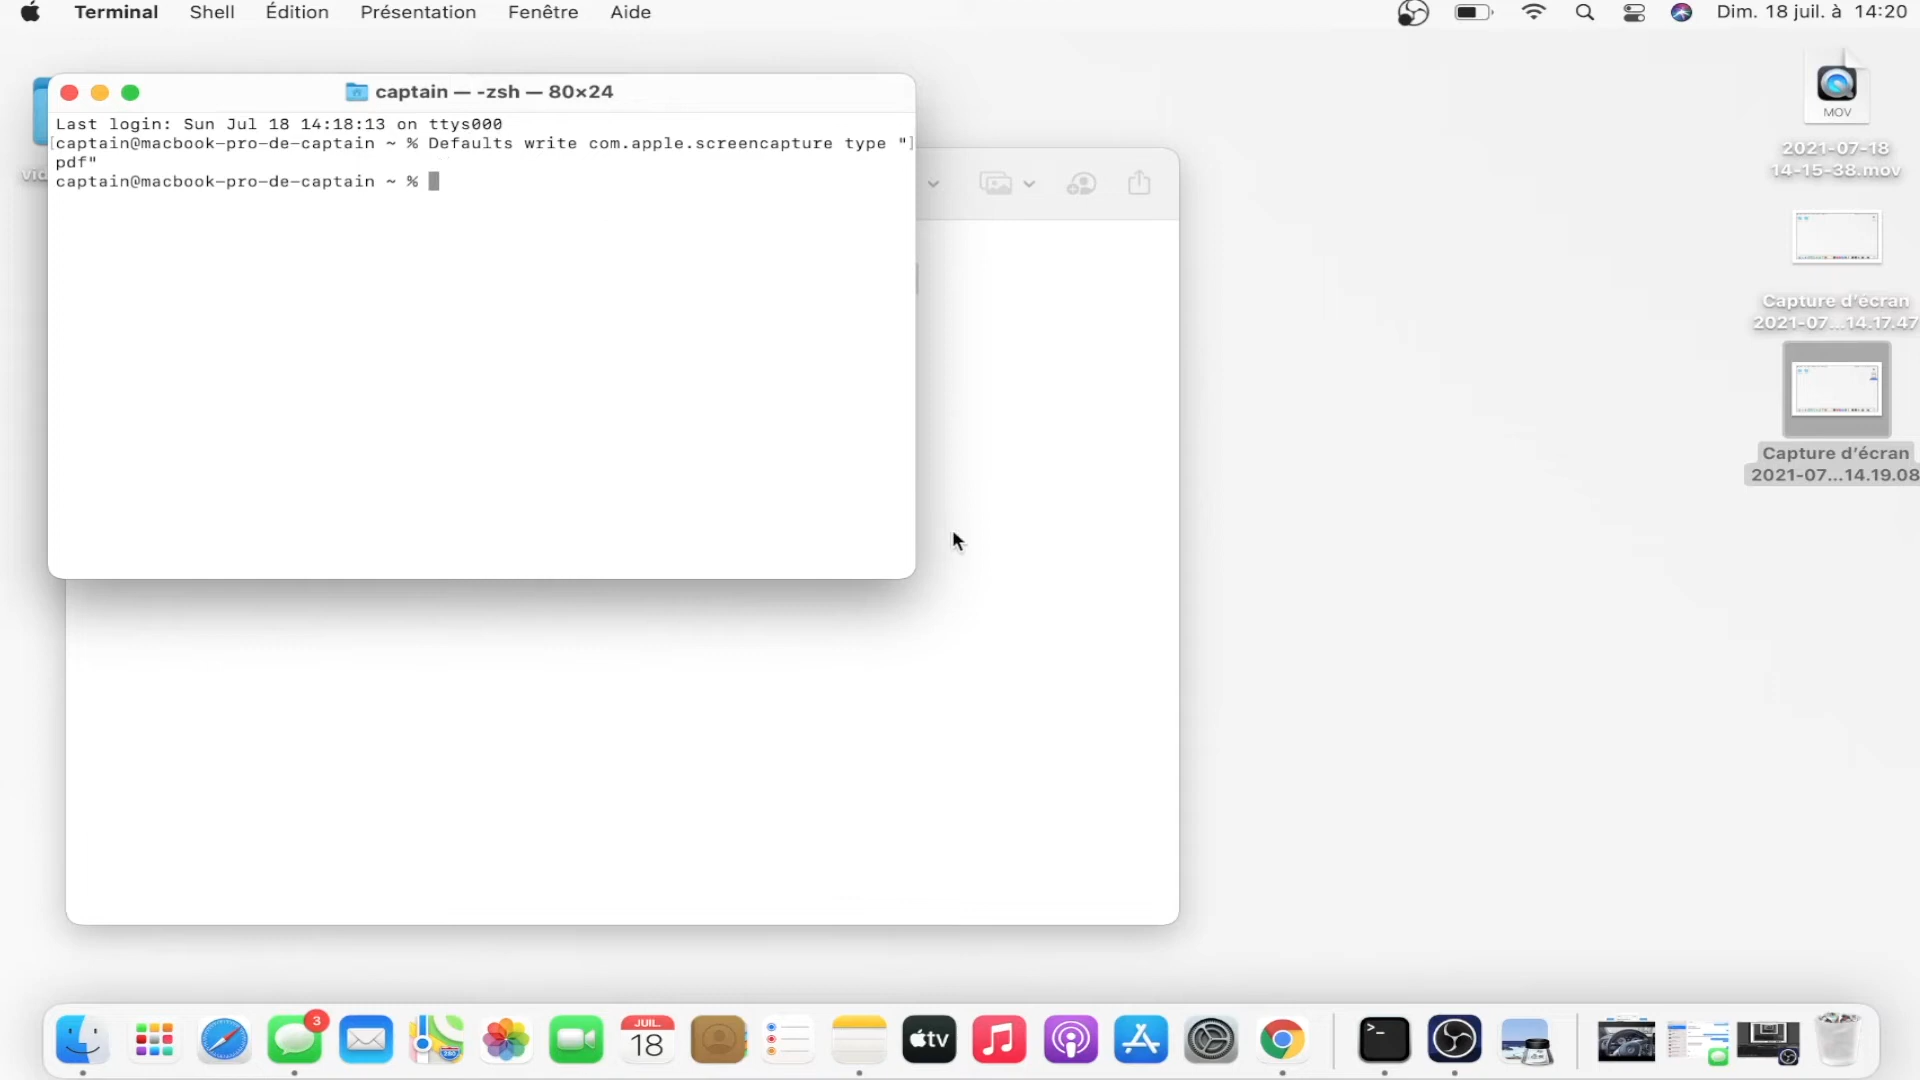 Terminal Shell Édition Présentation Fenêtre Aide
Dim. 18 juil. à 14:20
captain — -zsh — 80×24
Last login: Sun Jul 18 14:18:13 on ttys000
[captain@macbook-pro-de-captain ~ % Defaults write com.apple.screencapture type "]
pdf"
captain@macbook-pro-de-captain ~ %
MOV
2021-07-18
14-15-38.mov
Capture d'écran
2021-07...14.17.47
Capture d'écran
2021-07...14.19.08
3
JUIL.
18
tv